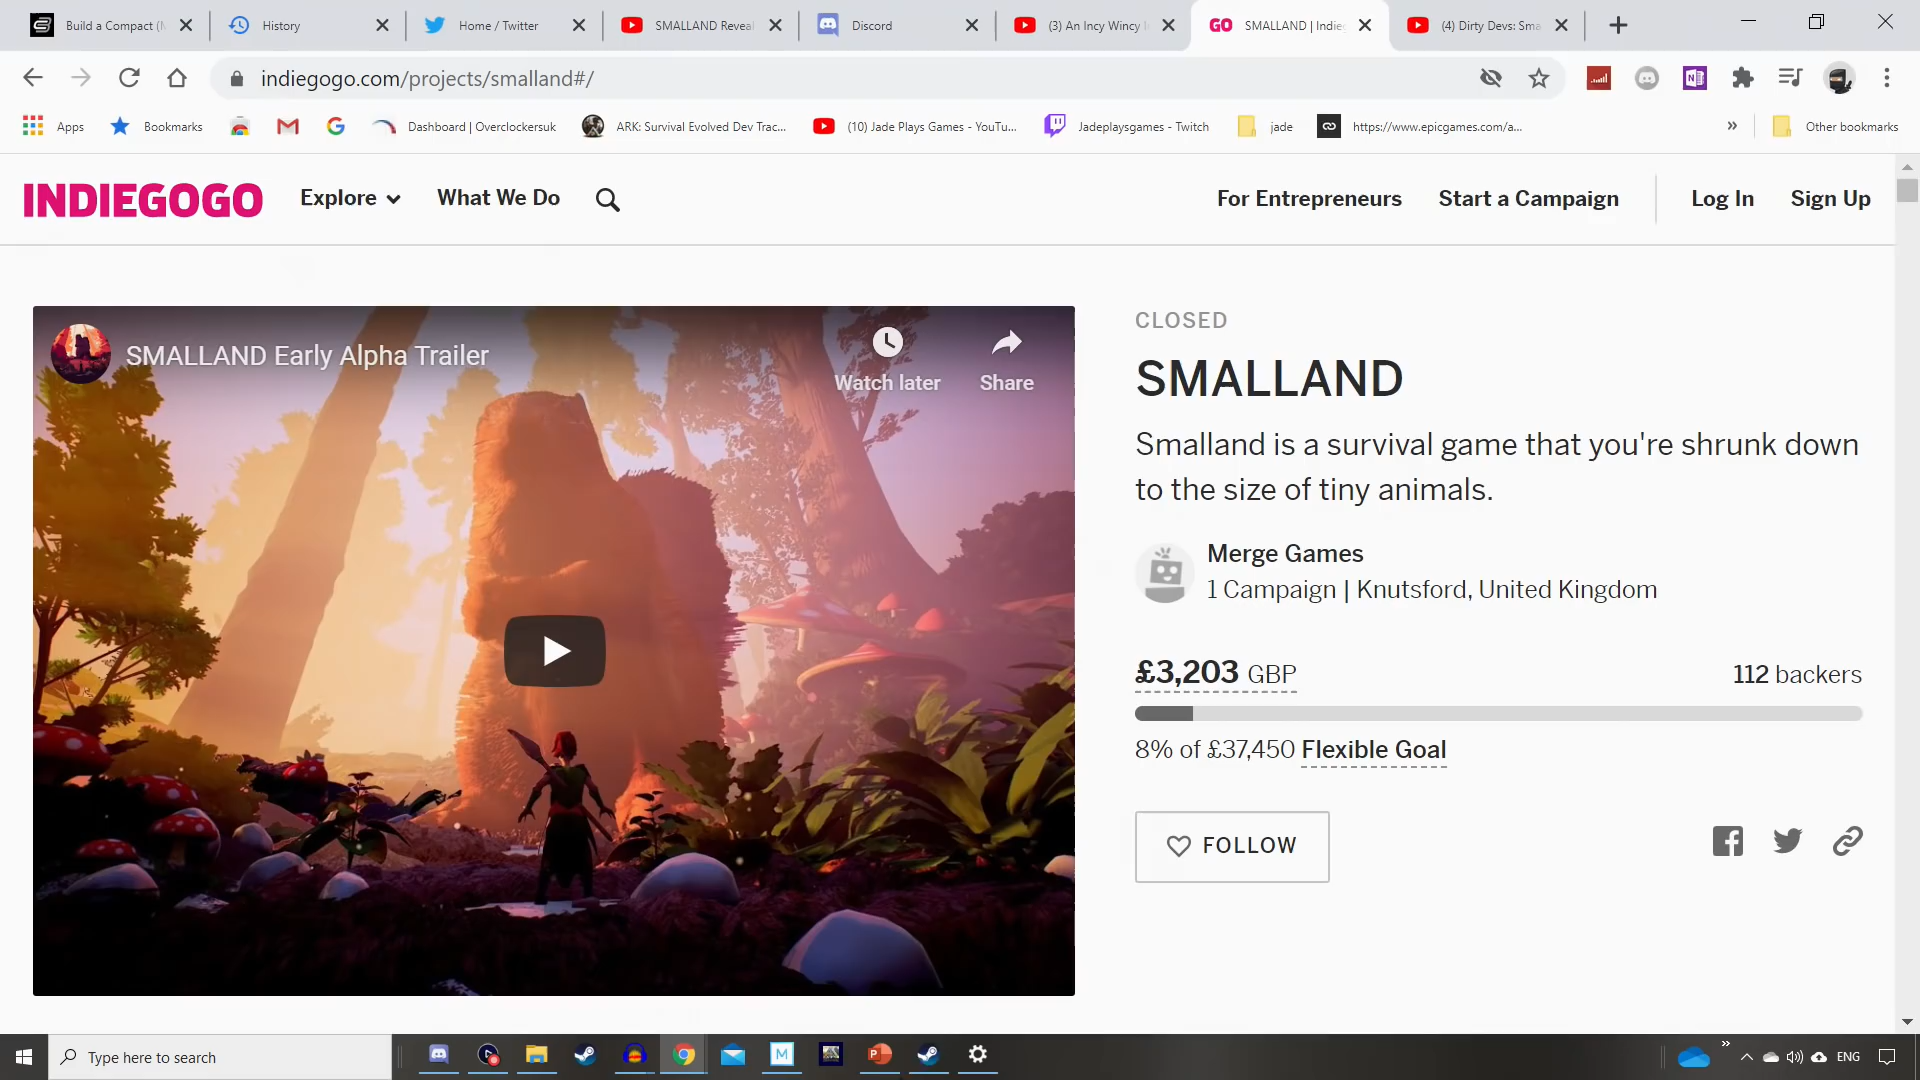 Build a Compact (
History
Home / Twitter
SMALLAND Revea
Discord
(3) An Incy Wincy
SMALLAND | Indie
(4) Dirty Devs: Sma
indiegogo.com/projects/smalland#/
Apps
Bookmarks
Dashboard | Overclockersuk
ARK: Survival Evolved Dev Trac...
(10) Jade Plays Games - YouTu...
Jadeplaysgames - Twitch
jade
https://www.epicgames.com/a...
»
Other bookmarks
INDIEGOGO
Explore
What We Do
For Entrepreneurs
Start a Campaign
Log In
Sign Up
SMALLAND Early Alpha Trailer
Watch later
Share
CLOSED
SMALLAND
Smalland is a survival game that you're shrunk down
to the size of tiny animals.
Merge Games
1 Campaign | Knutsford, United Kingdom
£3,203 GBP
112 backers
8% of £37,450 Flexible Goal
FOLLOW
Type here to search
ENG